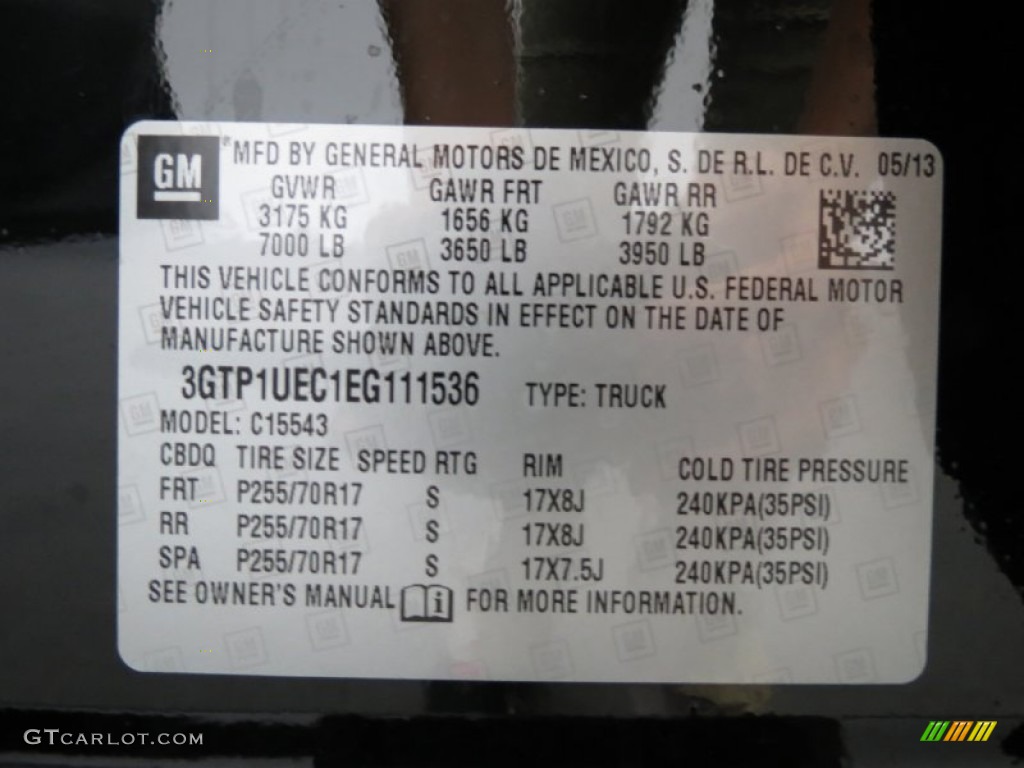 GM *MFD BY GENERAL MOTORS DE MEXICO, S. DE R.L. DE C.V. 05/13
GVWR GAWR FRT GAWR RR
3175 KG 1656 KG 1792 KG
7000 LB 3650 LB 3950 LB
THIS VEHICLE CONFORMS TO ALL APPLICABLE U.S. FEDERAL MOTOR
VEHICLE SAFETY STANDARDS IN EFFECT ON THE DATE OF
MANUFACTURE SHOWN ABOVE.
3GTP1UEC1EG111536 TYPE: TRUCK
MODEL: C15543
CBDQ TIRE SIZE SPEED RTG RIM COLD TIRE PRESSURE
FRT P255/70R17 S 17X8J 240KPA(35PSI)
RR P255/70R17 S 17X8J 240KPA(35PSI)
SPA P255/70R17 S 17X7.5J 240KPA(35PSI)
SEE OWNER'S MANUAL i FOR MORE INFORMATION.
GTCARLOT.COM